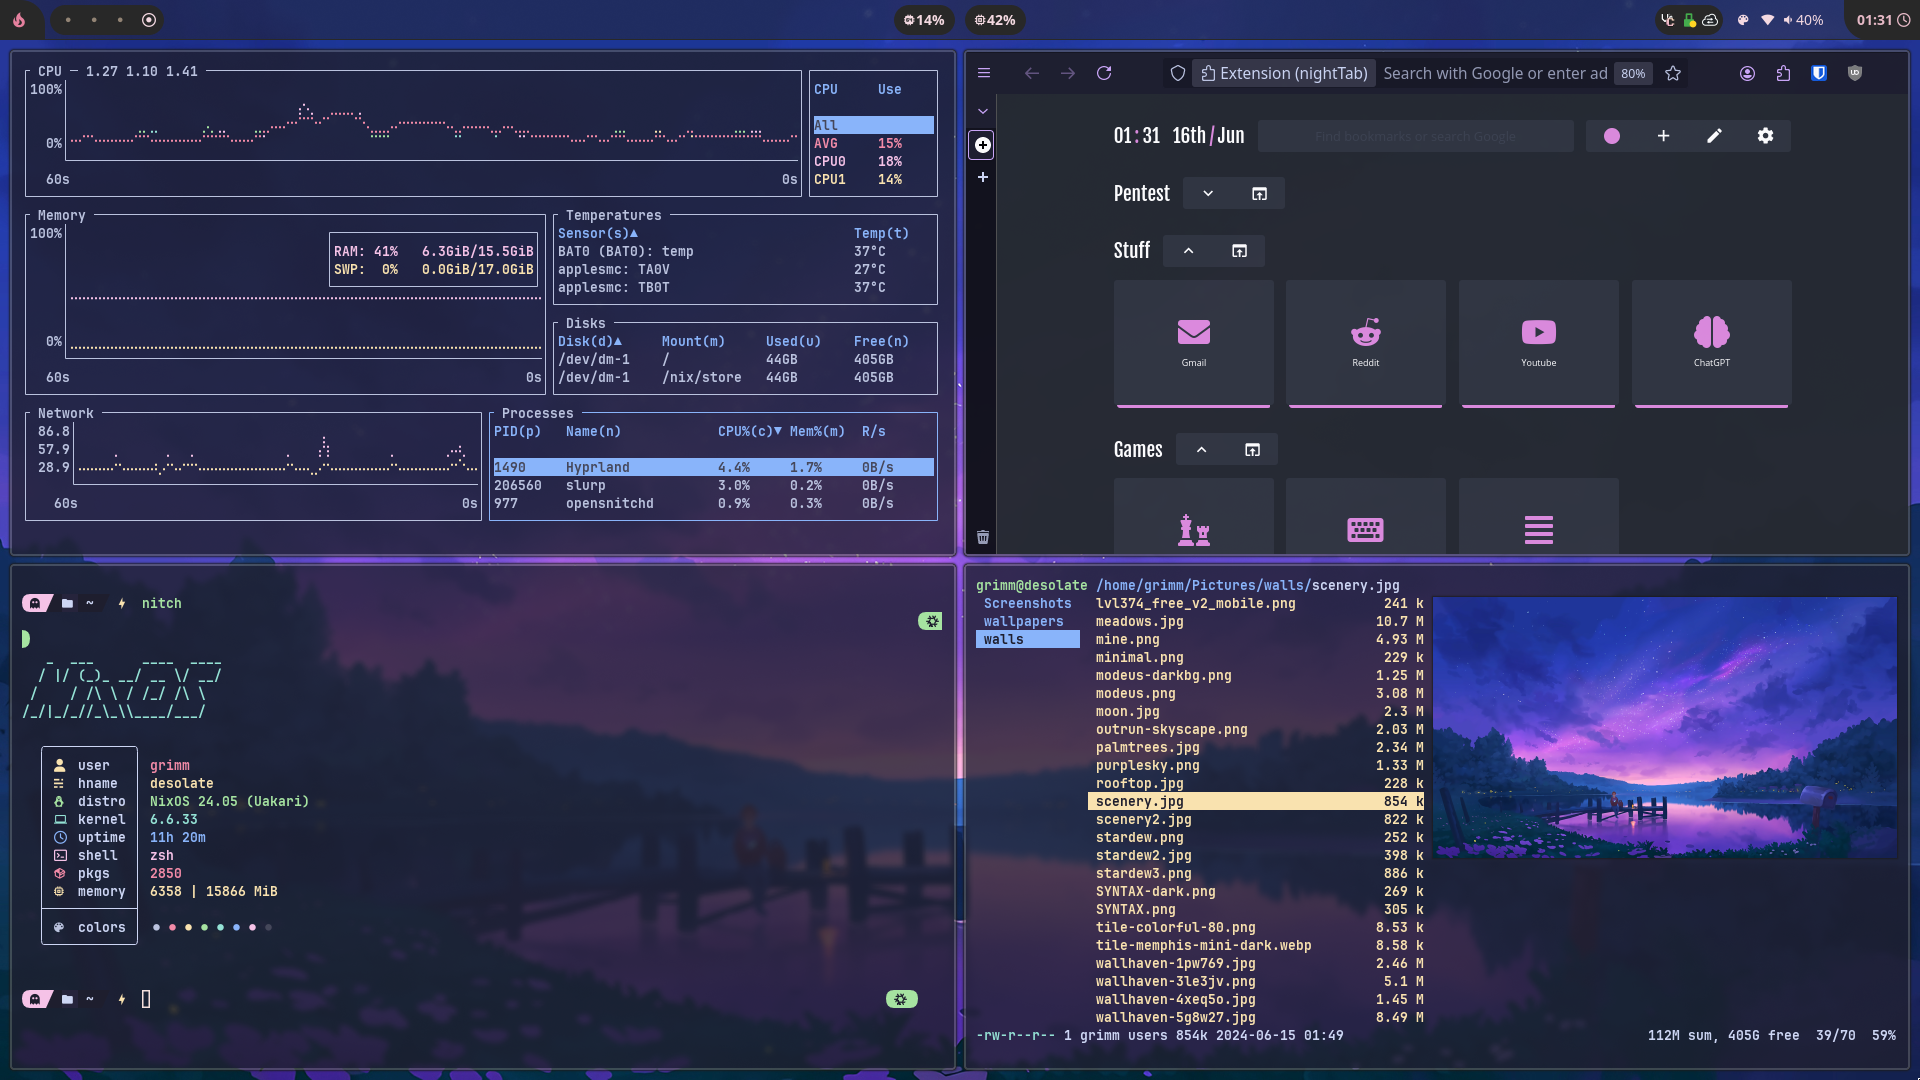 14%
42%
40%
01:31
CPU — 1.27 1.10 1.41
100%
0%
60s 0s
CPU Use
All
AVG 15%
CPU0 18%
CPU1 14%
Memory
100%
RAM: 41% 6.3GiB/15.5GiB
SWP: 0% 0.0GiB/17.0GiB
0%
60s 0s
Temperatures
Sensor(s)▲ Temp(t)
BAT0 (BAT0): temp 37°C
applesmc: TA0V 27°C
applesmc: TB0T 37°C
Disks
Disk(d)▲ Mount(m) Used(u) Free(n)
/dev/dm-1 / 44GB 405GB
/dev/dm-1 /nix/store 44GB 405GB
Network
86.8
57.9
28.9
60s 0s
Processes
PID(p) Name(n) CPU%(c)▼ Mem%(m) R/s
1490 Hyprland 4.4% 1.7% 0B/s
206560 slurp 3.0% 0.2% 0B/s
977 opensnitchd 0.9% 0.3% 0B/s
Extension (nightTab) Search with Google or enter ad 80%
01:31 16th/Jun Find bookmarks or search Google
Pentest
Stuff
Gmail Reddit Youtube ChatGPT
Games
~ nitch
user grimm
hname desolate
distro NixOS 24.05 (Uakari)
kernel 6.6.33
uptime 11h 20m
shell zsh
pkgs 2850
memory 6358 | 15866 MiB
colors
~
grimm@desolate /home/grimm/Pictures/walls/scenery.jpg
Screenshots
wallpapers
walls
lvl374_free_v2_mobile.png 241 k
meadows.jpg 10.7 M
mine.png 4.93 M
minimal.png 229 k
modeus-darkbg.png 1.25 M
modeus.png 3.08 M
moon.jpg 2.3 M
outrun-skyscape.png 2.03 M
palmtrees.jpg 2.34 M
purplesky.png 1.33 M
rooftop.jpg 228 k
scenery.jpg 854 k
scenery2.jpg 822 k
stardew.png 252 k
stardew2.jpg 398 k
stardew3.png 886 k
SYNTAX-dark.png 269 k
SYNTAX.png 305 k
tile-colorful-80.png 8.53 k
tile-memphis-mini-dark.webp 8.58 k
wallhaven-1pw769.jpg 2.46 M
wallhaven-3le3jv.png 5.1 M
wallhaven-4xeq5o.jpg 1.45 M
wallhaven-5g8w27.jpg 8.49 M
-rw-r--r-- 1 grimm users 854k 2024-06-15 01:49 112M sum, 405G free 39/70 59%